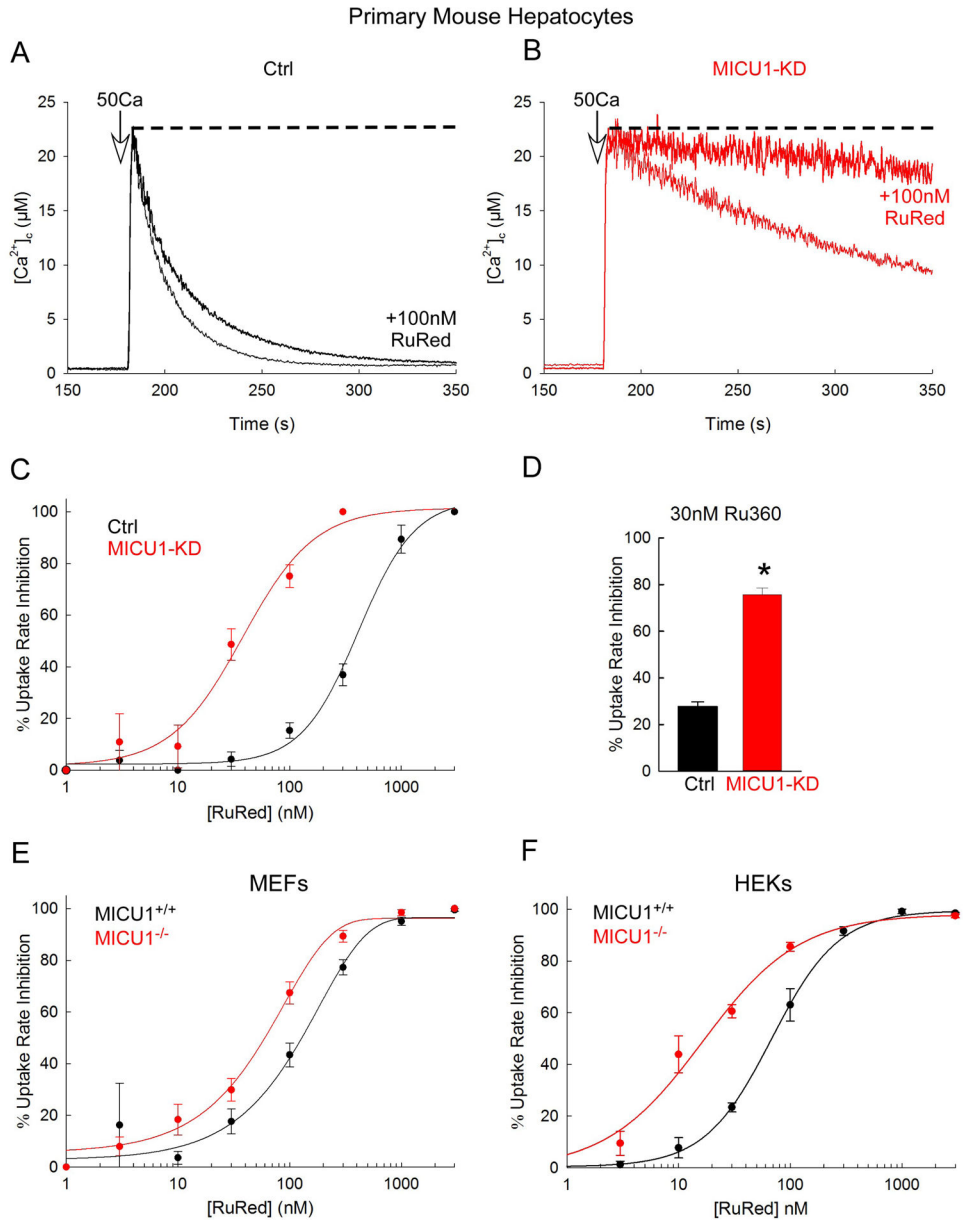 Primary Mouse Hepatocytes
A
Ctrl
50Ca
25
20
15
10
5
0
[Ca²⁺]c (µM)
+100nM
RuRed
150 200 250 300 350
Time (s)
B
MICU1-KD
50Ca
25
20
15
10
5
0
[Ca²⁺]c (µM)
+100nM
RuRed
150 200 250 300 350
Time (s)
C
Ctrl
MICU1-KD
100
80
60
40
20
0
% Uptake Rate Inhibition
1 10 100 1000
[RuRed] (nM)
D
30nM Ru360
100
80
60
40
20
0
% Uptake Rate Inhibition
*
Ctrl MICU1-KD
E
MEFs
MICU1⁺/⁺
MICU1⁻/⁻
100
80
60
40
20
0
% Uptake Rate Inhibition
1 10 100 1000
[RuRed] (nM)
F
HEKs
MICU1⁺/⁺
MICU1⁻/⁻
100
80
60
40
20
0
% Uptake Rate Inhibition
1 10 100 1000
[RuRed] nM